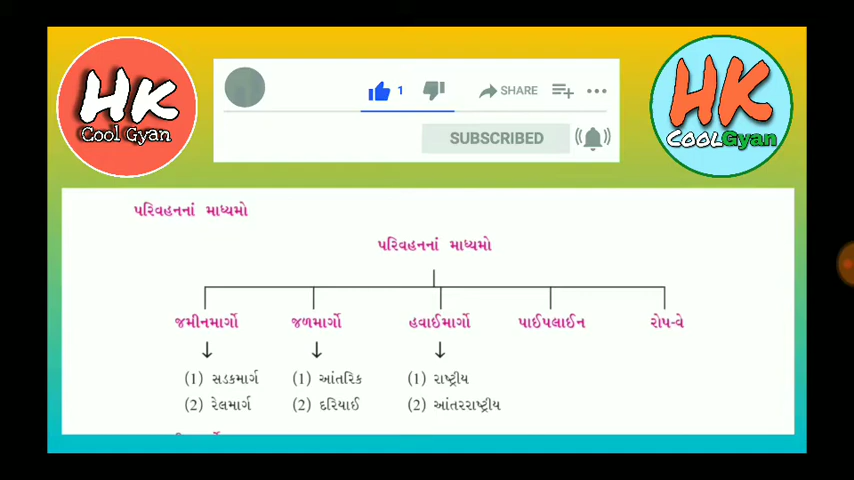 HK
Cool Gyan
1
SHARE
SUBSCRIBED
HK
COOLGyan
પરિવહનનાં માધ્યમો
પરિવહનનાં માધ્યમો
જમીનમાર્ગો જળમાર્ગો હવાઈમાર્ગો પાઈપલાઈન રોપ-વે
(1) સડકમાર્ગ (1) આંતરિક (1) રાષ્ટ્રીય
(2) રેલમાર્ગ (2) દરિયાઈ (2) આંતરરાષ્ટ્રીય